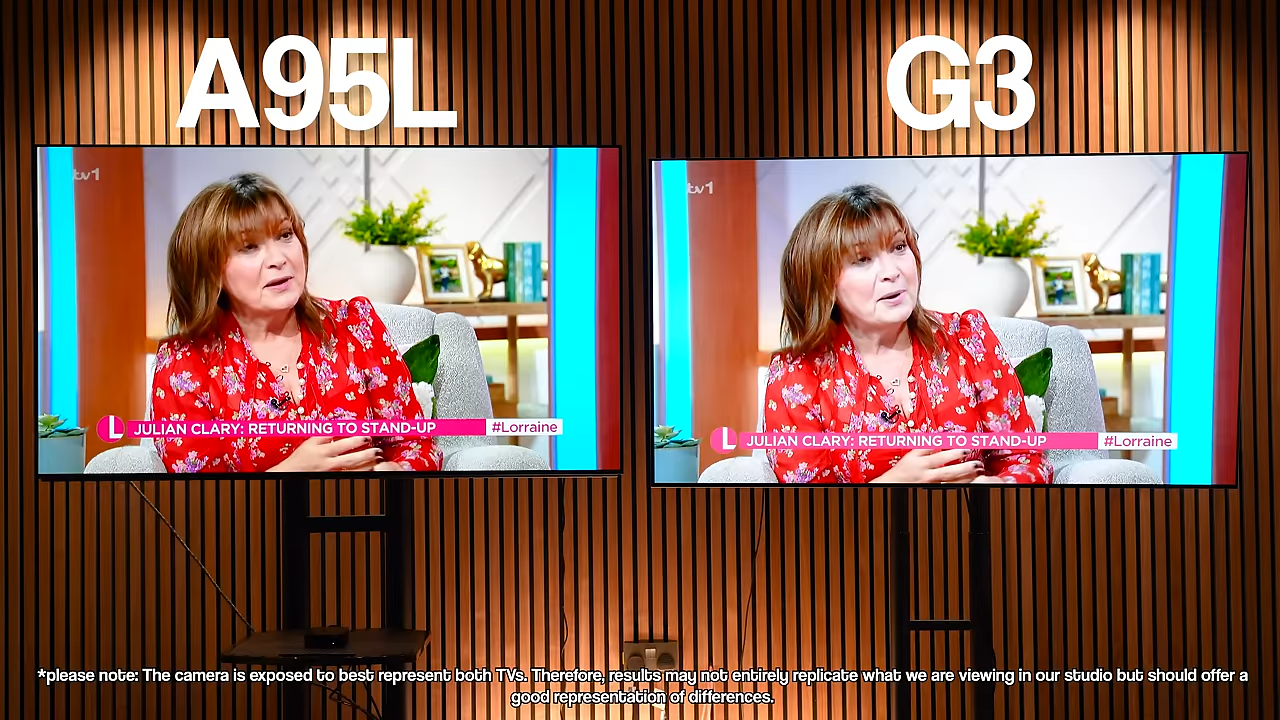 A95L
G3
itv1
itv1
L JULIAN CLARY: RETURNING TO STAND-UP #Lorraine
L JULIAN CLARY: RETURNING TO STAND-UP #Lorraine
*please note: The camera is exposed to best represent both TVs. Therefore, results may not entirely replicate what we are viewing in our studio but should offer a
good representation of differences.